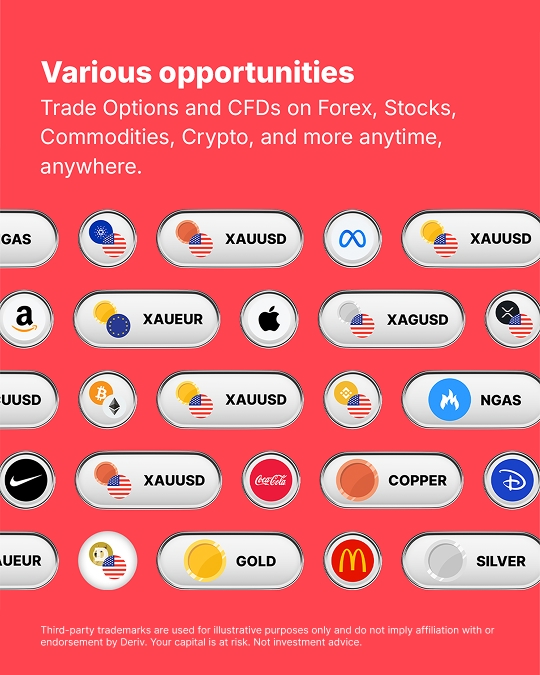 Various opportunities
Trade Options and CFDs on Forex, Stocks,
Commodities, Crypto, and more anytime,
anywhere.
GAS XAUUSD XAUUSD
a XAUEUR XAGUSD
UUSD XAUUSD NGAS
XAUUSD Coca-Cola COPPER D
AUEUR GOLD M SILVER
Third-party trademarks are used for illustrative purposes only and do not imply affiliation with or
endorsement by Deriv. Your capital is at risk. Not investment advice.